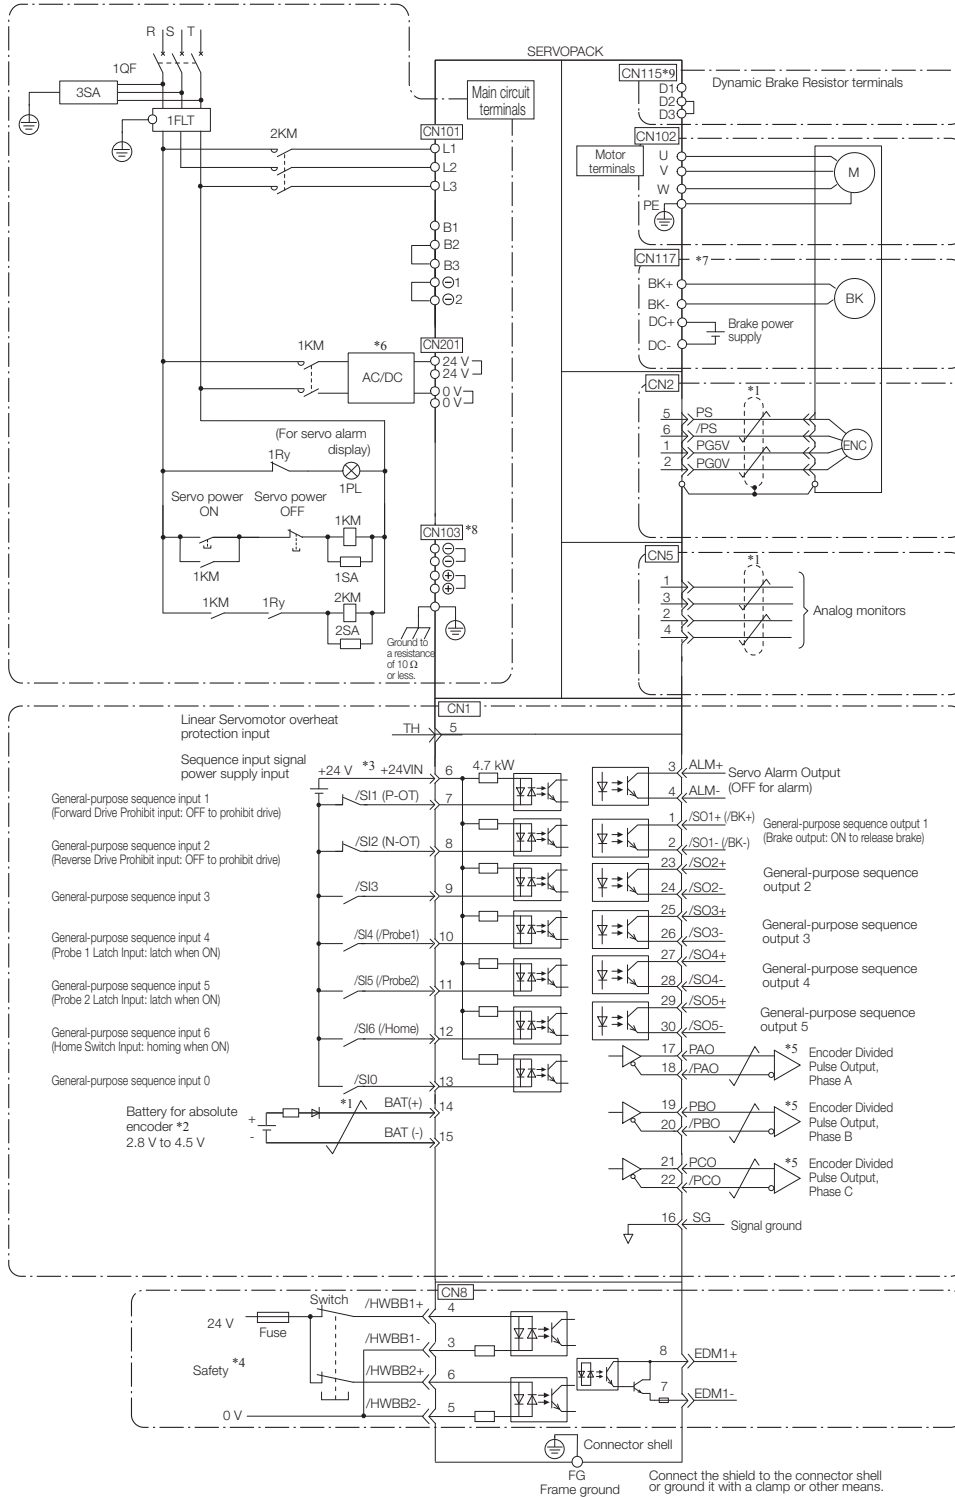 R S T
SERVOPACK
1QF
3SA
1FLT
2KM
Main circuit
terminals
CN101
L1
L2
L3
B1
B2
B3
⊖1
⊖2
CN201
1KM
*6
AC/DC
24 V
24 V
0 V
0 V
(For servo alarm
display)
1Ry
1PL
Servo power
ON
Servo power
OFF
1KM
1KM
1SA
1KM
1Ry
2KM
2SA
CN103 *8
⊖
⊖
⊕
⊕
Ground to
a resistance
of 10 Ω
or less.
CN115*9
D1
D2
D3
Dynamic Brake Resistor terminals
CN102
Motor
terminals
U
V
W
PE
M
CN117 *7
BK+
BK-
BK
DC+
DC-
Brake power
supply
CN2
*1
5 PS
6 /PS
1 PG5V
2 PG0V
ENC
CN5
*1
1
3
2
4
Analog monitors
CN1
Linear Servomotor overheat
protection input
TH 5
Sequence input signal
power supply input
+24 V *3 +24VIN 6
4.7 kW
General-purpose sequence input 1
(Forward Drive Prohibit input: OFF to prohibit drive)
/SI1 (P-OT) 7
General-purpose sequence input 2
(Reverse Drive Prohibit input: OFF to prohibit drive)
/SI2 (N-OT) 8
General-purpose sequence input 3
/SI3 9
General-purpose sequence input 4
(Probe 1 Latch Input: latch when ON)
/SI4 (/Probe1) 10
General-purpose sequence input 5
(Probe 2 Latch Input: latch when ON)
/SI5 (/Probe2) 11
General-purpose sequence input 6
(Home Switch Input: homing when ON)
/SI6 (/Home) 12
General-purpose sequence input 0
/SI0 13
Battery for absolute
encoder *2
2.8 V to 4.5 V
+
-
*1
BAT(+) 14
BAT (-) 15
3 ALM+
4 ALM-
Servo Alarm Output
(OFF for alarm)
1 /SO1+ (/BK+)
2 /SO1- (/BK-)
General-purpose sequence output 1
(Brake output: ON to release brake)
23 /SO2+
24 /SO2-
General-purpose sequence
output 2
25 /SO3+
26 /SO3-
General-purpose sequence
output 3
27 /SO4+
28 /SO4-
General-purpose sequence
output 4
29 /SO5+
30 /SO5-
General-purpose sequence
output 5
17 PAO
18 /PAO
*5 Encoder Divided
Pulse Output,
Phase A
19 PBO
20 /PBO
*5 Encoder Divided
Pulse Output,
Phase B
21 PCO
22 /PCO
*5 Encoder Divided
Pulse Output,
Phase C
16 SG
Signal ground
CN8
24 V
Fuse
Switch
/HWBB1+ 4
/HWBB1- 3
Safety *4
/HWBB2+ 6
/HWBB2- 5
0 V
8 EDM1+
7 EDM1-
Connector shell
FG
Frame ground
Connect the shield to the connector shell
or ground it with a clamp or other means.